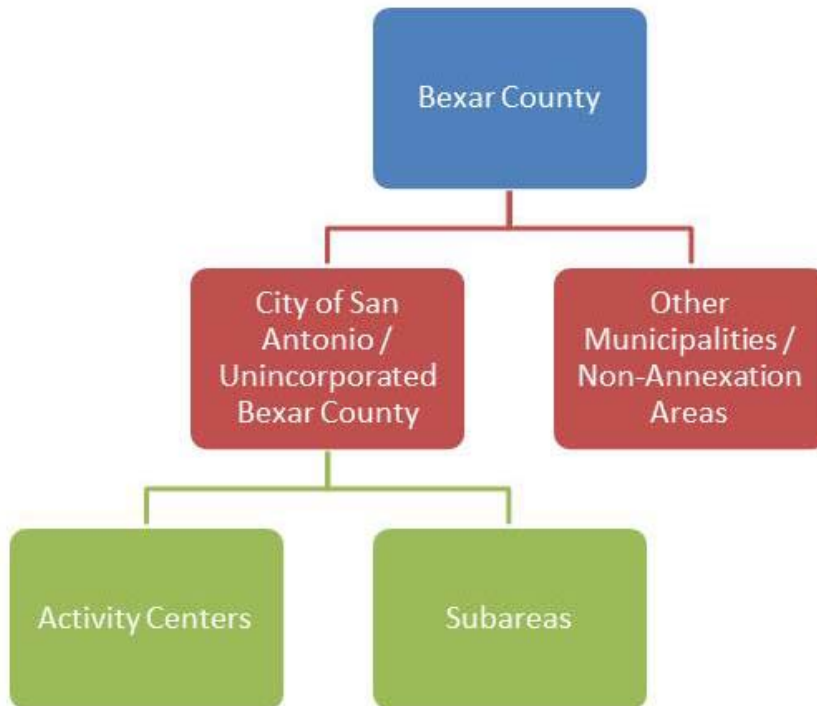 Bexar County
City of San
Antonio /
Unincorporated
Bexar County
Other
Municipalities /
Non-Annexation
Areas
Activity Centers
Subareas